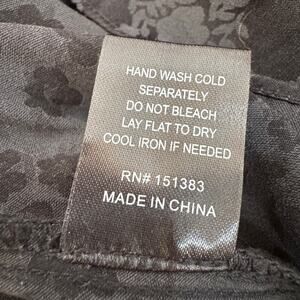 HAND WASH COLD
SEPARATELY
DO NOT BLEACH
LAY FLAT TO DRY
COOL IRON IF NEEDED
RN# 151383
MADE IN CHINA